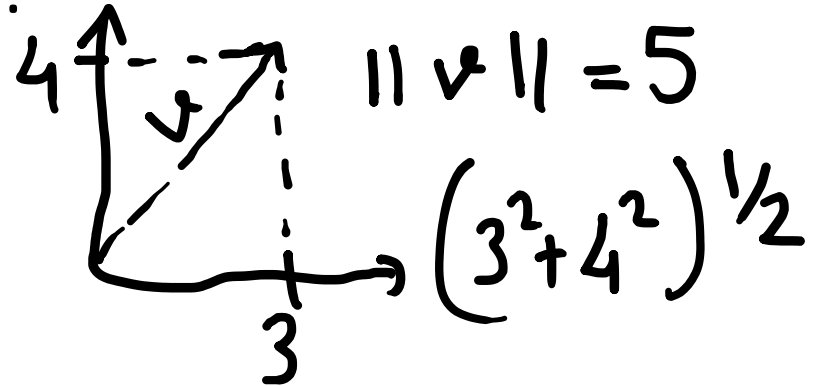 4
v
3
|| v || = 5
(3² + 4²)^1/2